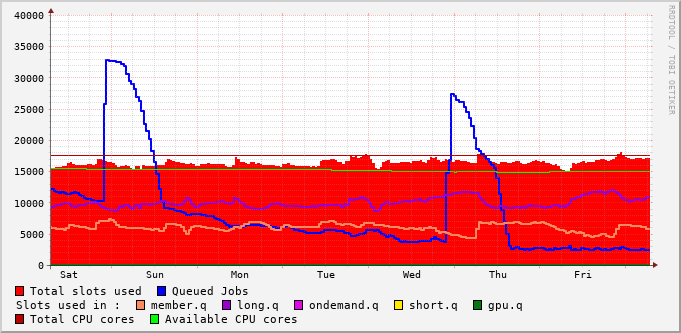 40000
35000
30000
25000
20000
15000
10000
5000
0
Sat Sun Mon Tue Wed Thu Fri
Total slots used Queued Jobs
Slots used in : member.q long.q ondemand.q short.q gpu.q
Total CPU cores Available CPU cores
RRDTOOL / TOBI OETIKER